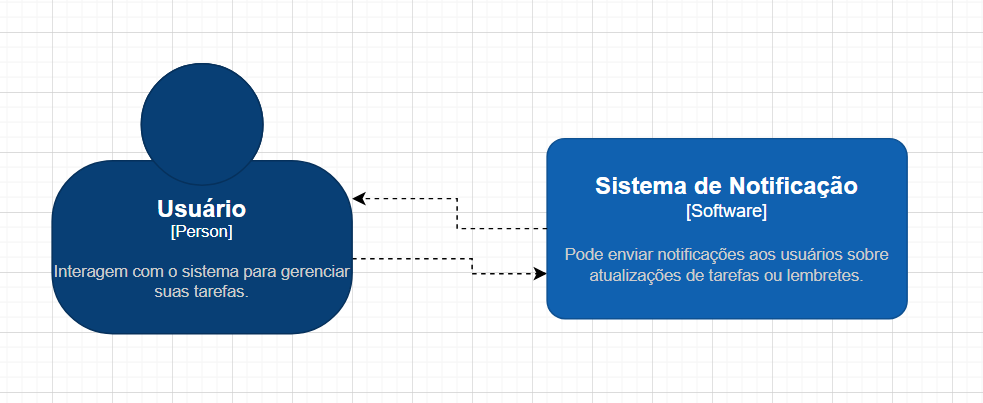 Usuário
[Person]
Interagem com o sistema para gerenciar
suas tarefas.
Sistema de Notificação
[Software]
Pode enviar notificações aos usuários sobre
atualizações de tarefas ou lembretes.